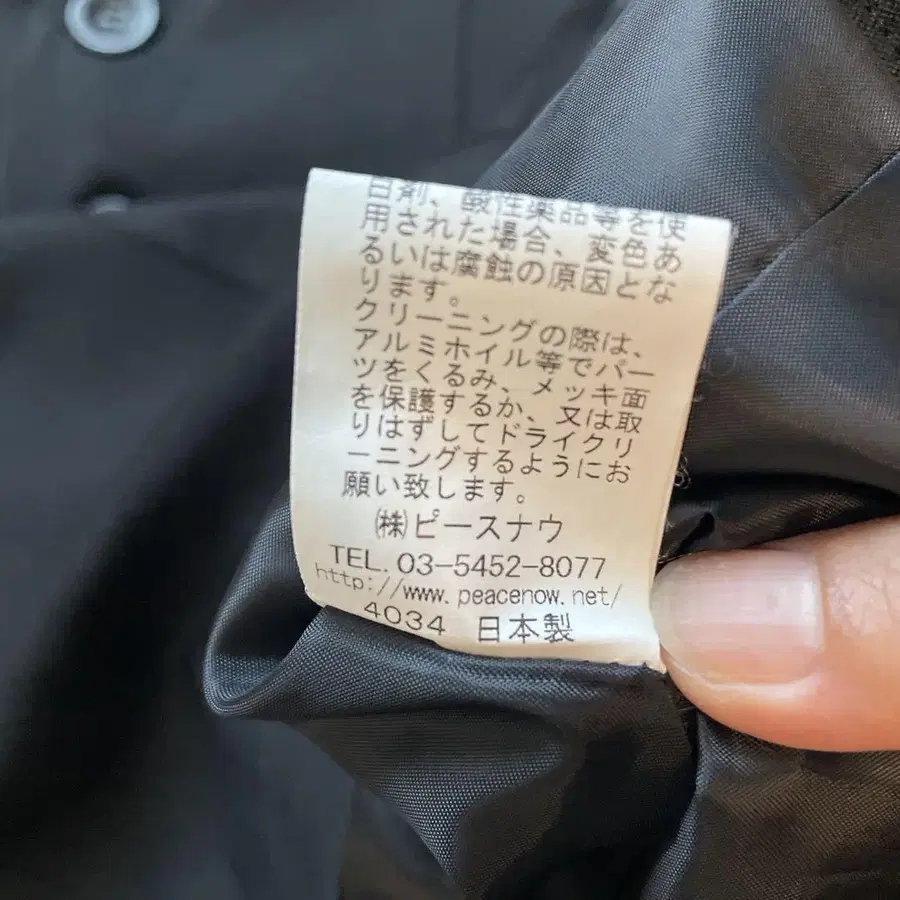 白剤、酸性薬品等を使
用された場合、変色あ
るいは腐蝕の原因とな
ります。
クリーニングの際は、
アルミホイル等でパー
ツをくるみ、メッキ面
を保護するか、又は取
りはずしてドライクリ
ーニングするようにお
願い致します。
㈱ピースナウ
TEL. 03-5452-8077
http://www.peacenow.net/
4034 日本製